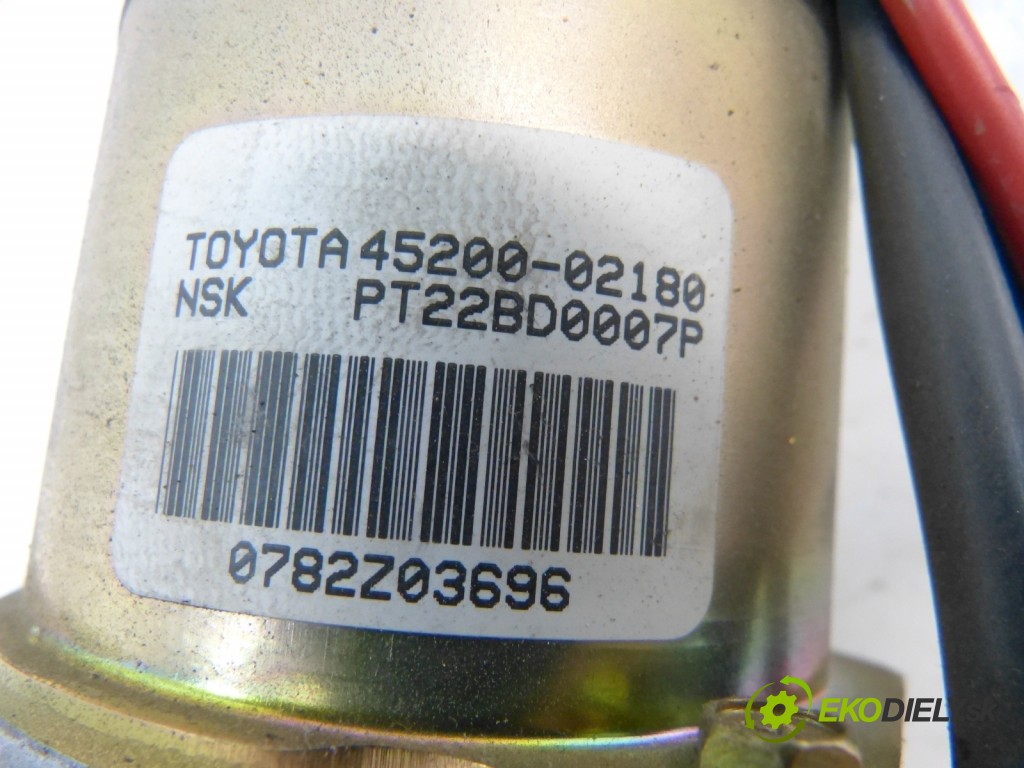 TOYOTA 45200-02180
NSK PT22BD0007P
0782Z03696
EKODIEL.SK